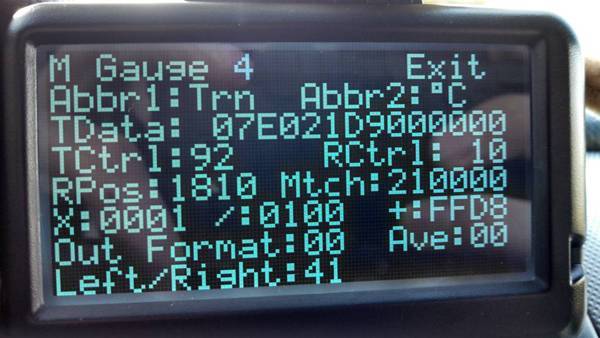 M Gauge 4 Exit
Abbr1:Trn Abbr2:°C
TData: 07E021D9000000
TCtrl:92 RCtrl: 10
RPos:1810 Mtch:210000
X:0001 /:0100 +:FFD8
Out Format:00 Ave:00
Left/Right:41